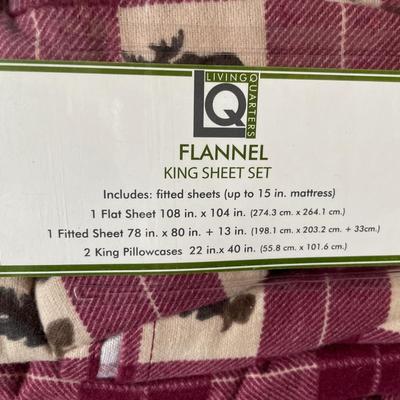 LIVING
QUARTERS
LQ
FLANNEL
KING SHEET SET
Includes: fitted sheets (up to 15 in. mattress)
1 Flat Sheet 108 in. x 104 in. (274.3 cm. x 264.1 cm.)
1 Fitted Sheet 78 in. x 80 in. + 13 in. (198.1 cm. x 203.2 cm. + 33cm.)
2 King Pillowcases 22 in.x 40 in. (55.8 cm x 101.6 cm.)